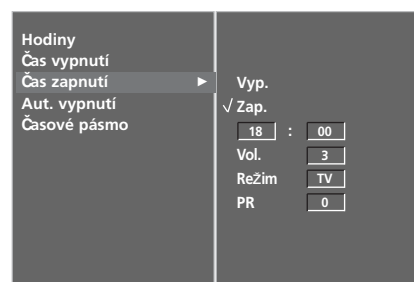 Hodiny
Čas vypnutí
Čas zapnutí ►
Aut. vypnutí
Časové pásmo
Vyp.
√ Zap.
18 : 00
Vol. 3
Režim TV
PR 0